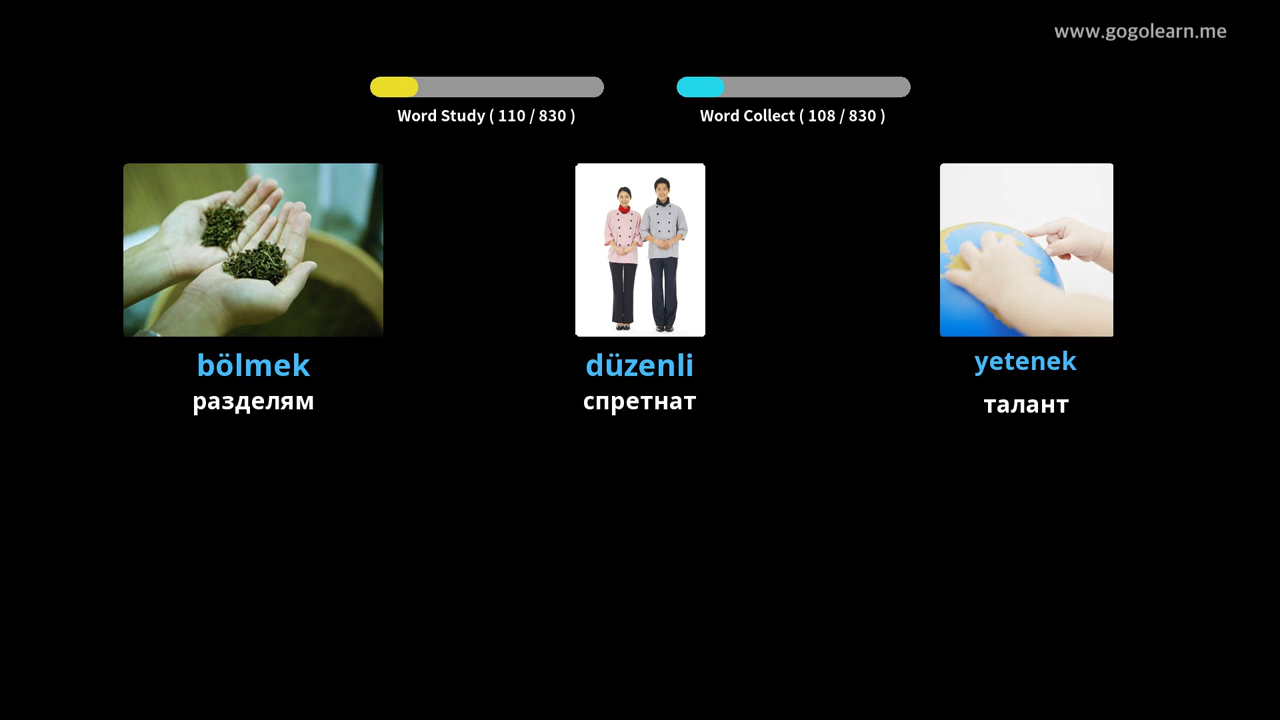 www.gogolearn.me
Word Study ( 110 / 830 )
Word Collect ( 108 / 830 )
bölmek
разделям
düzenli
спретнат
yetenek
талант